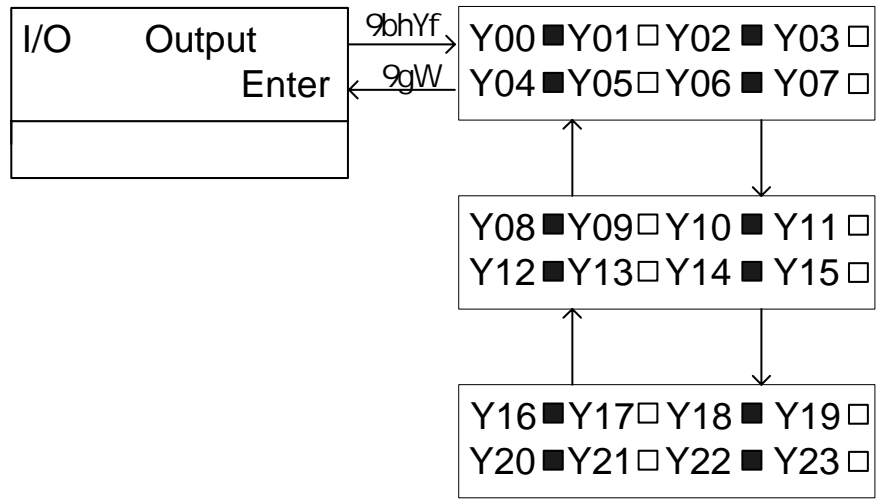 I/O Output
Enter
9bhYf
9gW
Y00 ■ Y01 □ Y02 ■ Y03 □
Y04 ■ Y05 □ Y06 ■ Y07 □
Y08 ■ Y09 □ Y10 ■ Y11 □
Y12 ■ Y13 □ Y14 ■ Y15 □
Y16 ■ Y17 □ Y18 ■ Y19 □
Y20 ■ Y21 □ Y22 ■ Y23 □